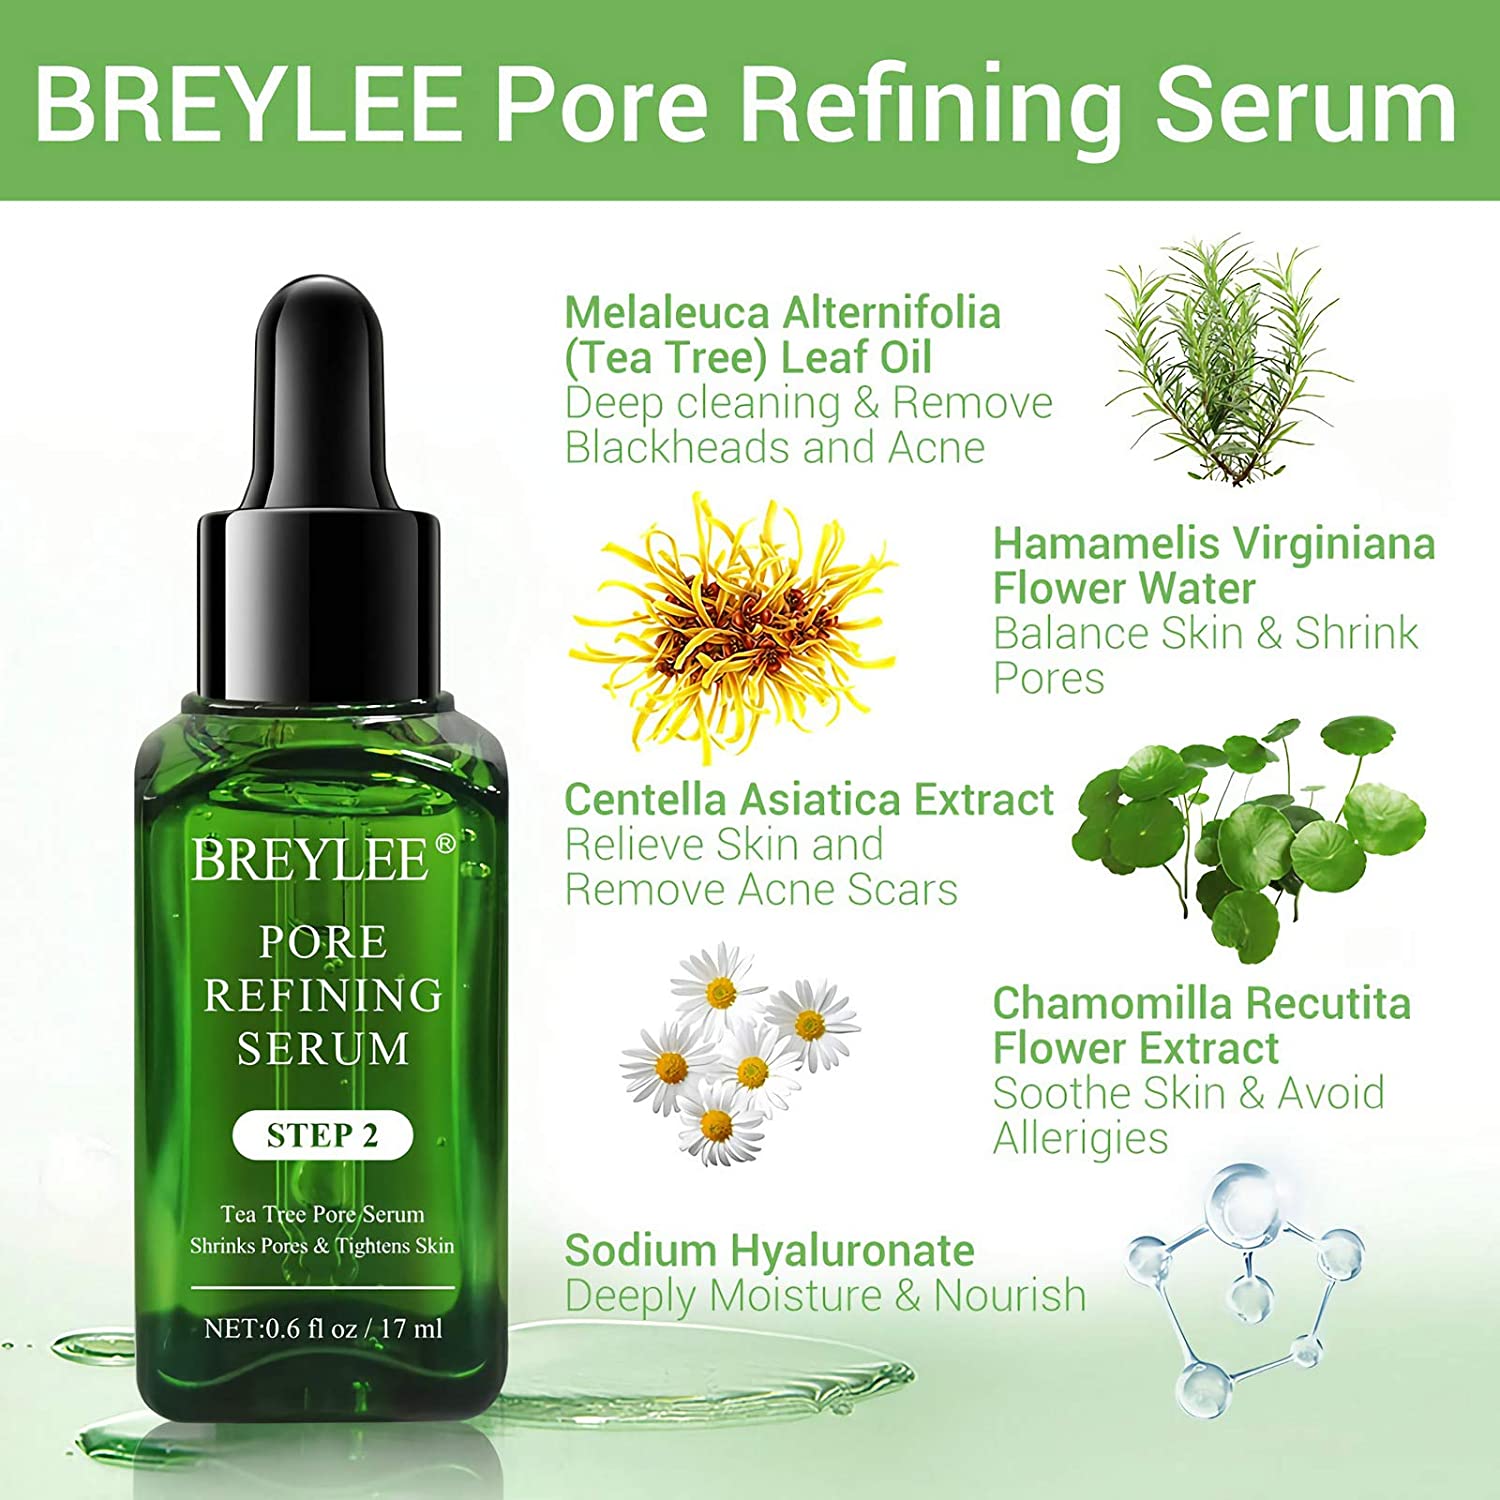 BREYLEE Pore Refining Serum
Melaleuca Alternifolia
(Tea Tree) Leaf Oil
Deep cleaning & Remove
Blackheads and Acne
Hamamelis Virginiana
Flower Water
Balance Skin & Shrink
Pores
Centella Asiatica Extract
Relieve Skin and
Remove Acne Scars
Chamomilla Recutita
Flower Extract
Soothe Skin & Avoid
Allerigies
Sodium Hyaluronate
Deeply Moisture & Nourish
BREYLEE®
PORE
REFINING
SERUM
STEP 2
Tea Tree Pore Serum
Shrinks Pores & Tightens Skin
NET:0.6 fl oz / 17 ml